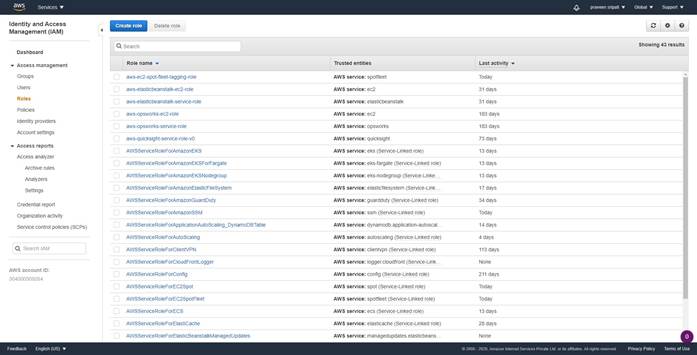 aws Services praveen sripati Global Support
Identity and Access
Management (IAM)
Dashboard
Access management
Groups
Users
Roles
Policies
Identity providers
Account settings
Access reports
Access analyzer
Archive rules
Analyzers
Settings
Credential report
Organization activity
Service control policies (SCPs)
Search IAM
AWS account ID:
Create role Delete role
Search
Showing 43 results
Role name Trusted entities Last activity
aws-ec2-spot-fleet-tagging-role AWS service: spotfleet Today
aws-elasticbeanstalk-ec2-role AWS service: ec2 31 days
aws-elasticbeanstalk-service-role AWS service: elasticbeanstalk 31 days
aws-opsworks-ec2-role AWS service: ec2 183 days
aws-opsworks-service-role AWS service: opsworks 183 days
aws-quicksight-service-role-v0 AWS service: quicksight 73 days
AWSServiceRoleForAmazonEKS AWS service: eks (Service-Linked role) 13 days
AWSServiceRoleForAmazonEKSForFargate AWS service: eks-fargate (Service-Linked role) 13 days
AWSServiceRoleForAmazonEKSNodegroup AWS service: eks-nodegroup (Service-Linke… 13 days
AWSServiceRoleForAmazonElasticFileSystem AWS service: elasticfilesystem (Service-Link… 17 days
AWSServiceRoleForAmazonGuardDuty AWS service: guardduty (Service-Linked role) 34 days
AWSServiceRoleForAmazonSSM AWS service: ssm (Service-Linked role) Today
AWSServiceRoleForApplicationAutoScaling_DynamoDBTable AWS service: dynamodb.application-autoscal… 14 days
AWSServiceRoleForAutoScaling AWS service: autoscaling (Service-Linked role) 4 days
AWSServiceRoleForClientVPN AWS service: clientvpn (Service-Linked role) 113 days
AWSServiceRoleForCloudFrontLogger AWS service: logger.cloudfront (Service-Link… None
AWSServiceRoleForConfig AWS service: config (Service-Linked role) 211 days
AWSServiceRoleForEC2Spot AWS service: spot (Service-Linked role) Today
AWSServiceRoleForEC2SpotFleet AWS service: spotfleet (Service-Linked role) Today
AWSServiceRoleForECS AWS service: ecs (Service-Linked role) 13 days
AWSServiceRoleForElastiCache AWS service: elasticache (Service-Linked role) 28 days
AWSServiceRoleForElasticBeanstalkManagedUpdates AWS service: managedupdates.elasticbeans… None
Feedback English (US) © 2008 - 2020, Amazon Internet Services Private Ltd. or its affiliates. All rights reserved. Privacy Policy Terms of Use